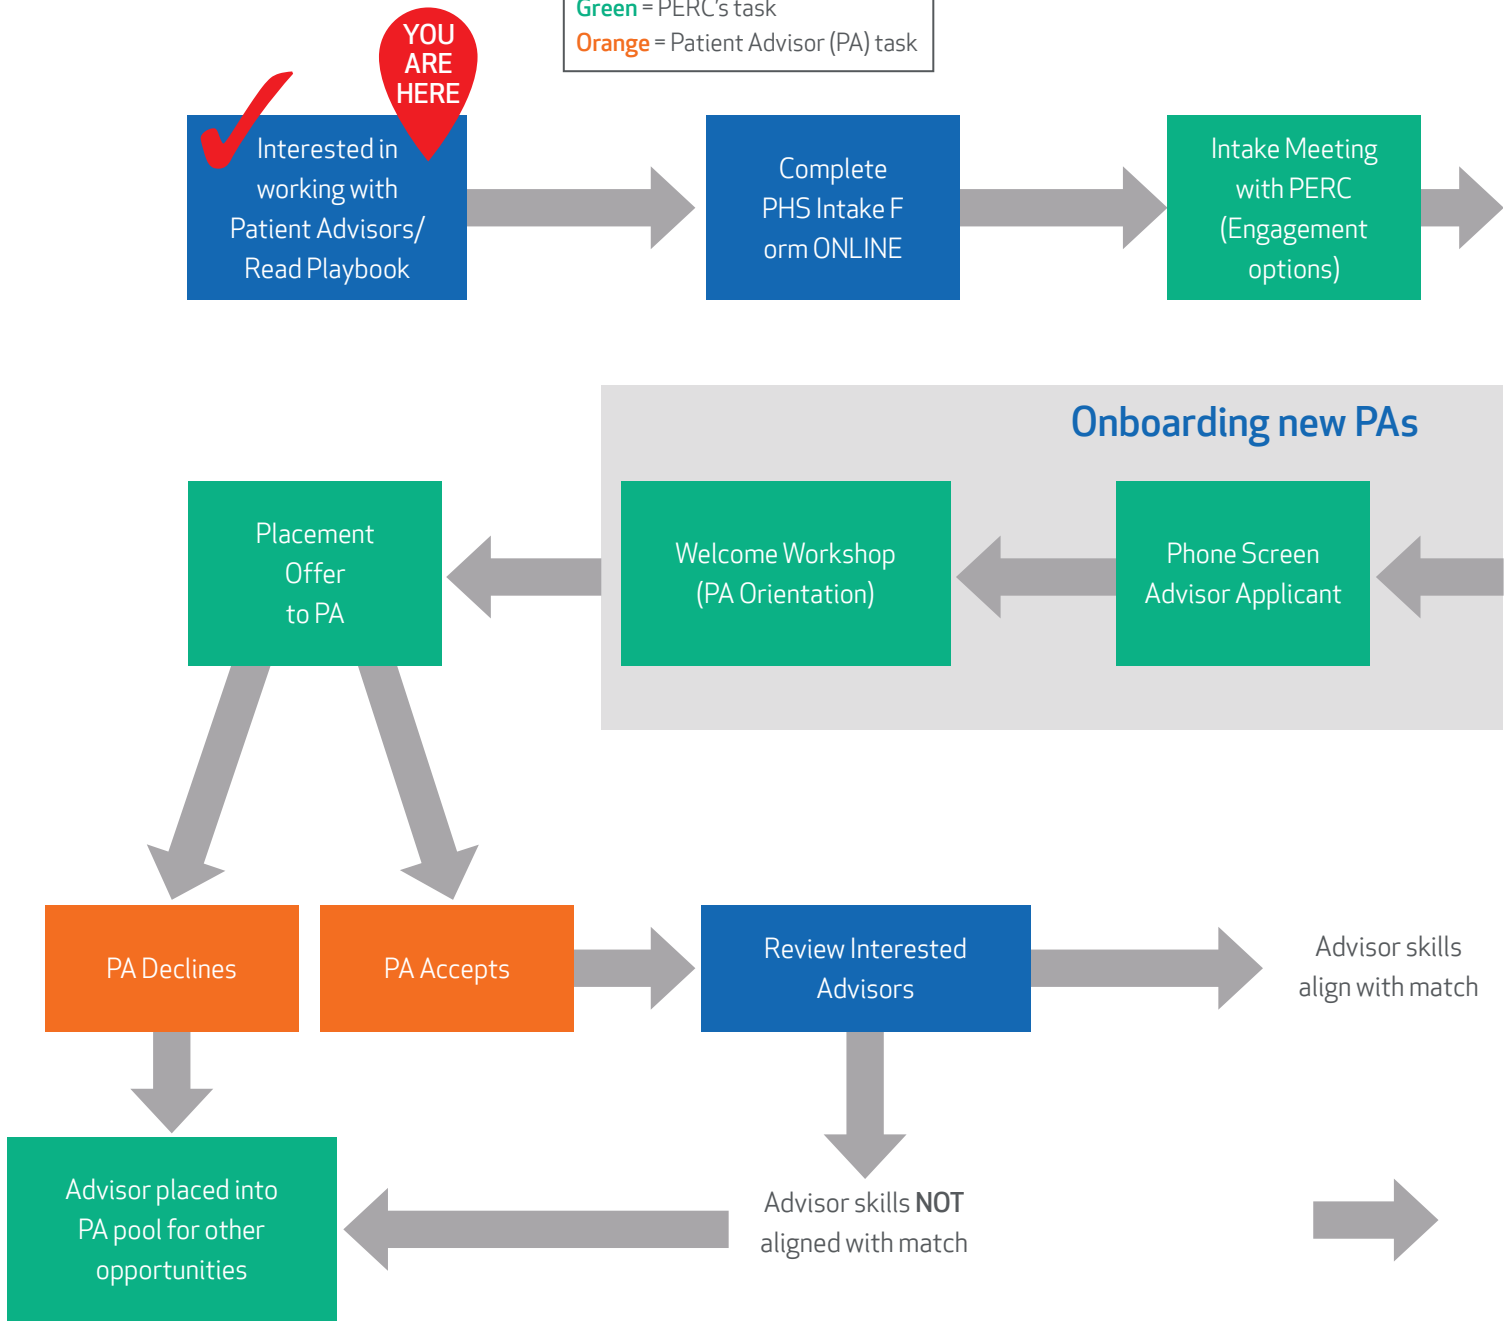 Green = PERC's task
Orange = Patient Advisor (PA) task
YOU
ARE
HERE
Interested in
working with
Patient Advisors/
Read Playbook
Complete
PHS Intake F
orm ONLINE
Intake Meeting
with PERC
(Engagement
options)
Onboarding new PAs
Placement
Offer
to PA
Welcome Workshop
(PA Orientation)
Phone Screen
Advisor Applicant
PA Declines
PA Accepts
Review Interested
Advisors
Advisor skills
align with match
Advisor placed into
PA pool for other
opportunities
Advisor skills NOT
aligned with match